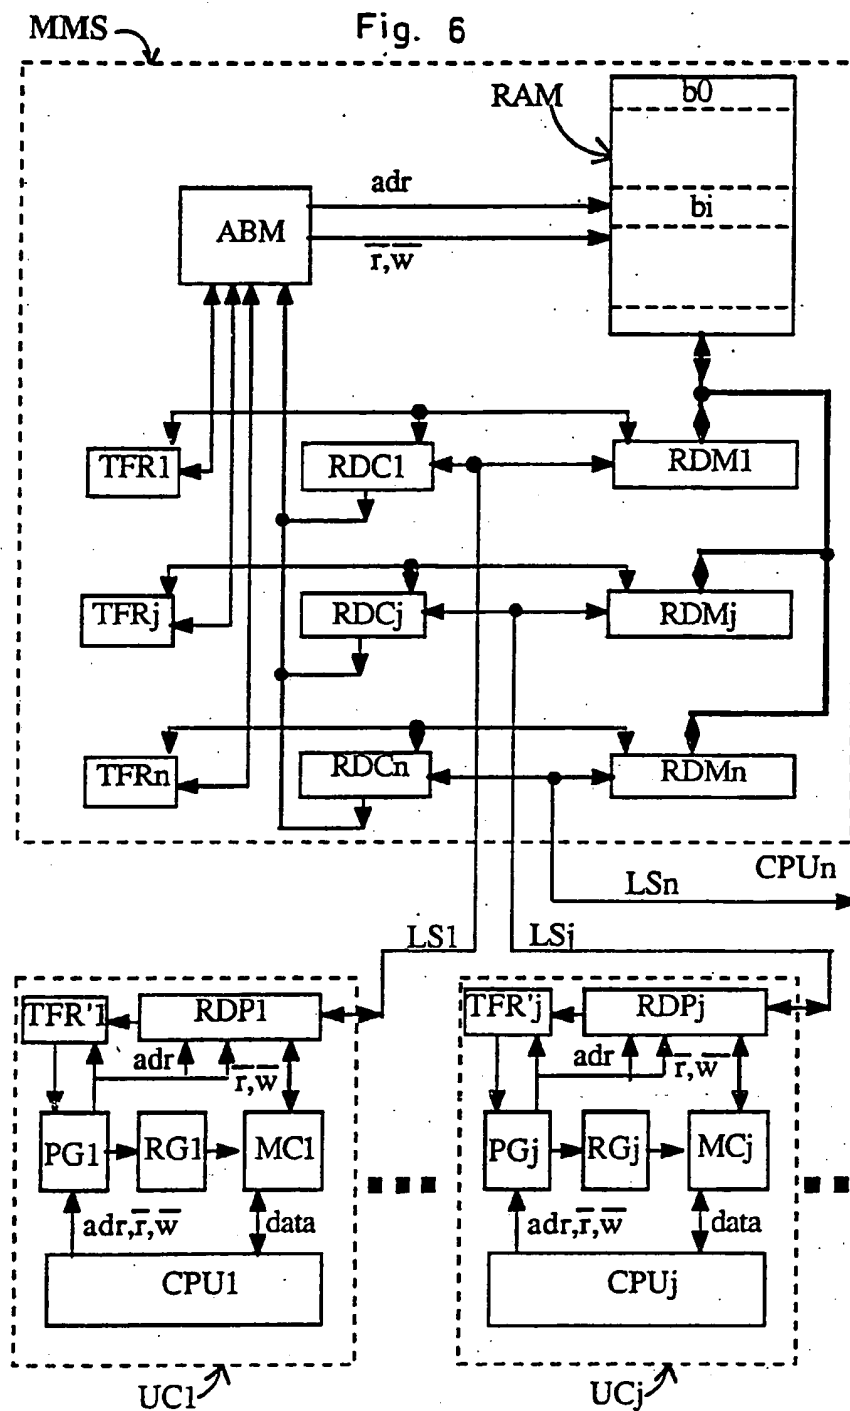 MMS
Fig. 6
RAM
b0
adr
bi
ABM
r̅,w̅
TFR1
RDC1
RDM1
TFRj
RDCj
RDMj
TFRn
RDCn
RDMn
CPUn
LSn
LS1
LSj
TFR'1
RDP1
adr
r̅,w̅
PG1
RG1
MC1
adr,r̅,w̅
data
CPU1
UC1
TFR'j
RDPj
adr
r̅,w̅
PGj
RGj
MCj
adr,r̅,w̅
data
CPUj
UCj